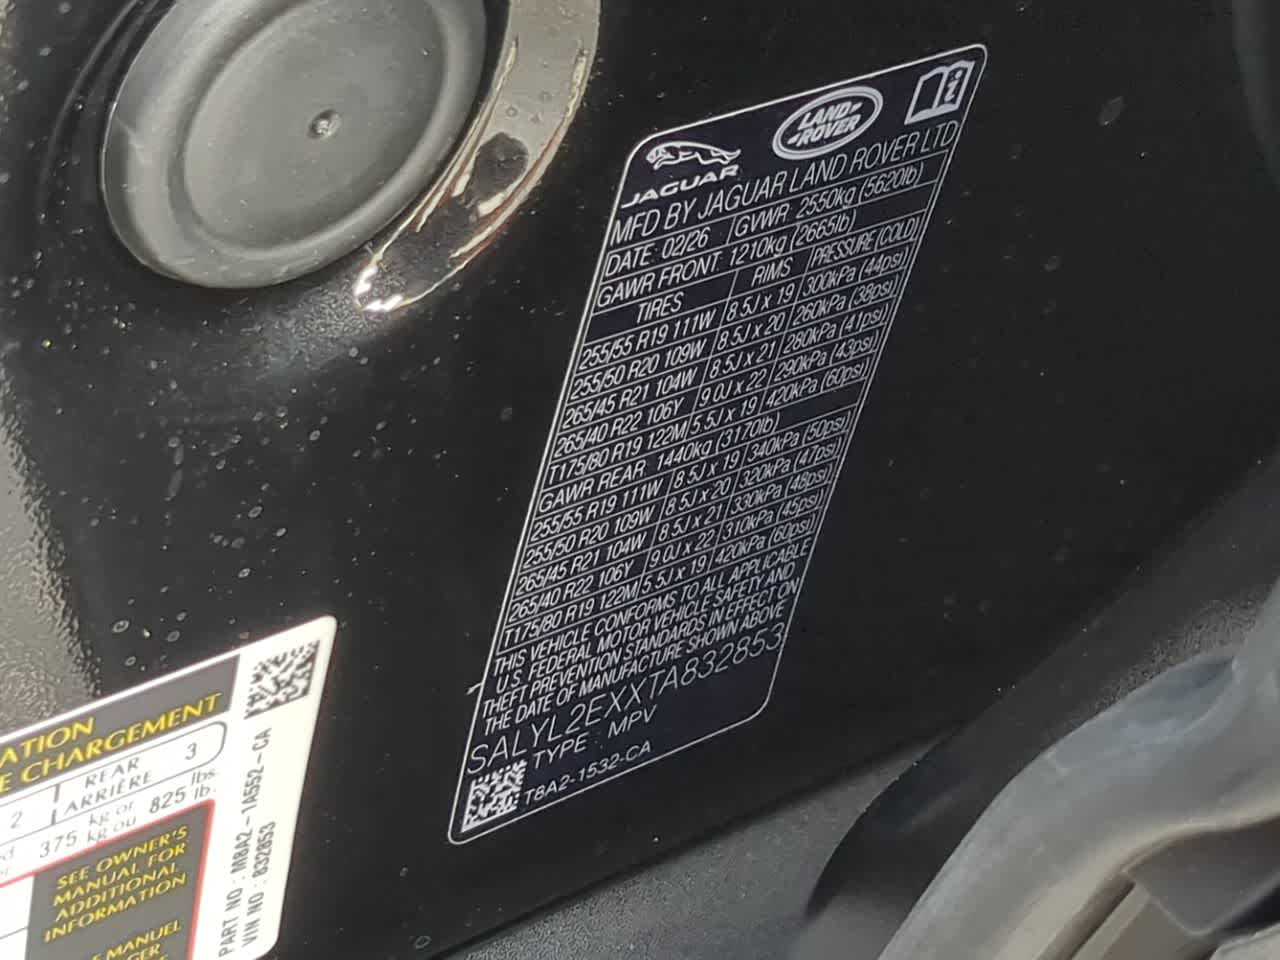 JAGUAR
LAND-
-ROVER
MFD BY JAGUAR LAND ROVER LTD
DATE 02/26 GVWR 2550kg (5620lb)
GAWR FRONT 1210kg (2665lb)
TIRES RIMS PRESSURE (COLD)
255/55 R19 111W 8.5J x 19 300kPa (44psi)
255/50 R20 109W 8.5J x 20 260kPa (38psi)
265/45 R21 104W 8.5J x 21 280kPa (41psi)
265/40 R22 106Y 9.0J x 22 290kPa (43psi)
T175/80 R19 122M 5.5J x 19 420kPa (60psi)
GAWR REAR 1440kg (3170lb)
255/55 R19 111W 8.5J x 19 340kPa (50psi)
255/50 R20 109W 8.5J x 20 320kPa (47psi)
265/45 R21 104W 8.5J x 21 330kPa (48psi)
265/40 R22 106Y 9.0J x 22 310kPa (45psi)
T175/80 R19 122M 5.5J x 19 420kPa (60psi)
THIS VEHICLE CONFORMS TO ALL APPLICABLE
U.S. FEDERAL MOTOR VEHICLE SAFETY AND
THEFT PREVENTION STANDARDS IN EFFECT ON
THE DATE OF MANUFACTURE SHOWN ABOVE
SALYL2EXXTA832853
TYPE : MPV
T8A2-1532-CA
ATION
E CHARGEMENT
2 REAR ARRIÈRE 3
375 kg or kg ou 825 lbs. lb.
SEE OWNER'S
MANUAL FOR
ADDITIONAL
INFORMATION
MANUEL
PART NO : M8A2-1A552-CA
VIN NO : 832853